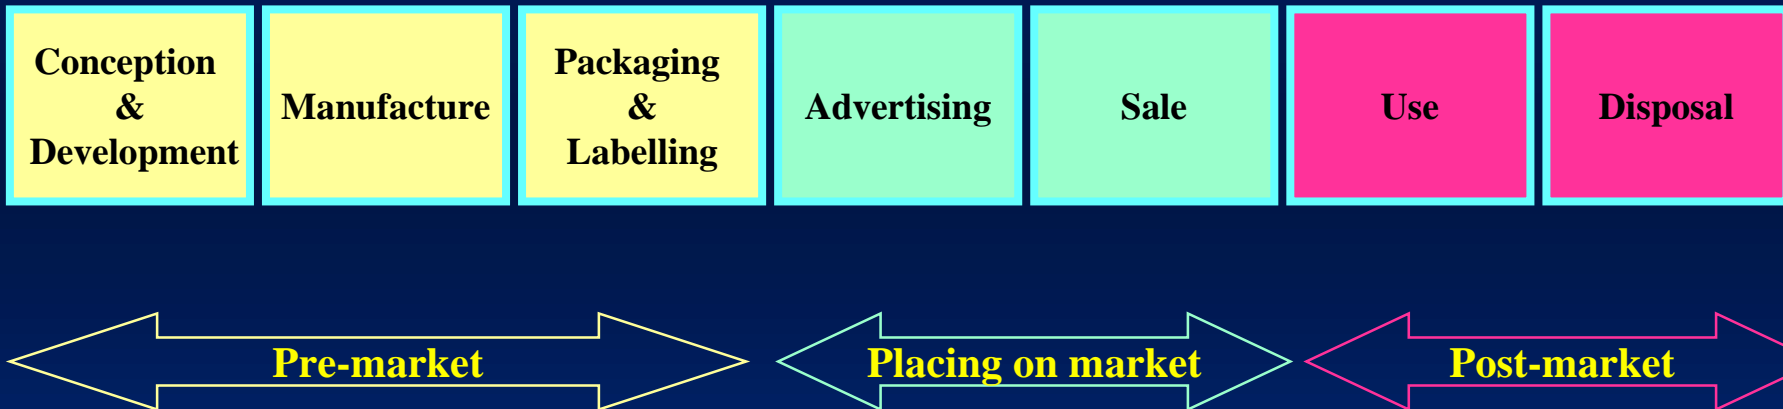 Conception
&
Development
Manufacture
Packaging
&
Labelling
Advertising
Sale
Use
Disposal
Pre-market
Placing on market
Post-market